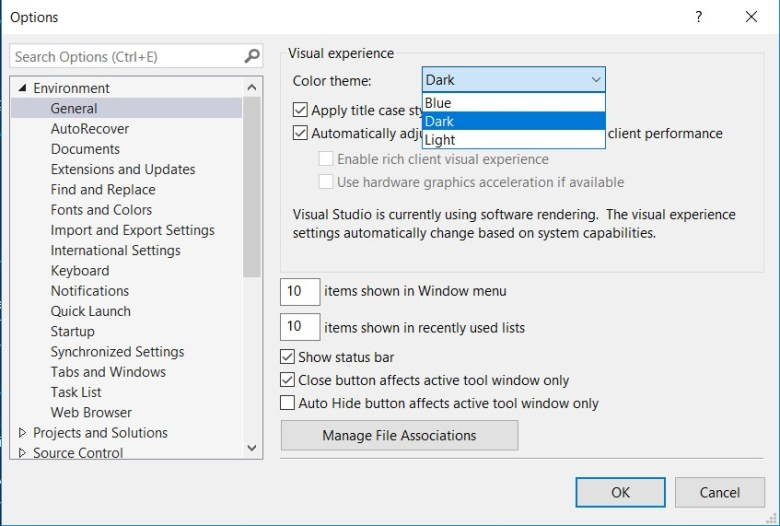 Options
?
Search Options (Ctrl+E)
Environment
General
AutoRecover
Documents
Extensions and Updates
Find and Replace
Fonts and Colors
Import and Export Settings
International Settings
Keyboard
Notifications
Quick Launch
Startup
Synchronized Settings
Tabs and Windows
Task List
Web Browser
Projects and Solutions
Source Control
Visual experience
Color theme: Dark
Blue
Dark
Light
Apply title case sty
Automatically adju client performance
Enable rich client visual experience
Use hardware graphics acceleration if available
Visual Studio is currently using software rendering. The visual experience
settings automatically change based on system capabilities.
10 items shown in Window menu
10 items shown in recently used lists
Show status bar
Close button affects active tool window only
Auto Hide button affects active tool window only
Manage File Associations
OK Cancel